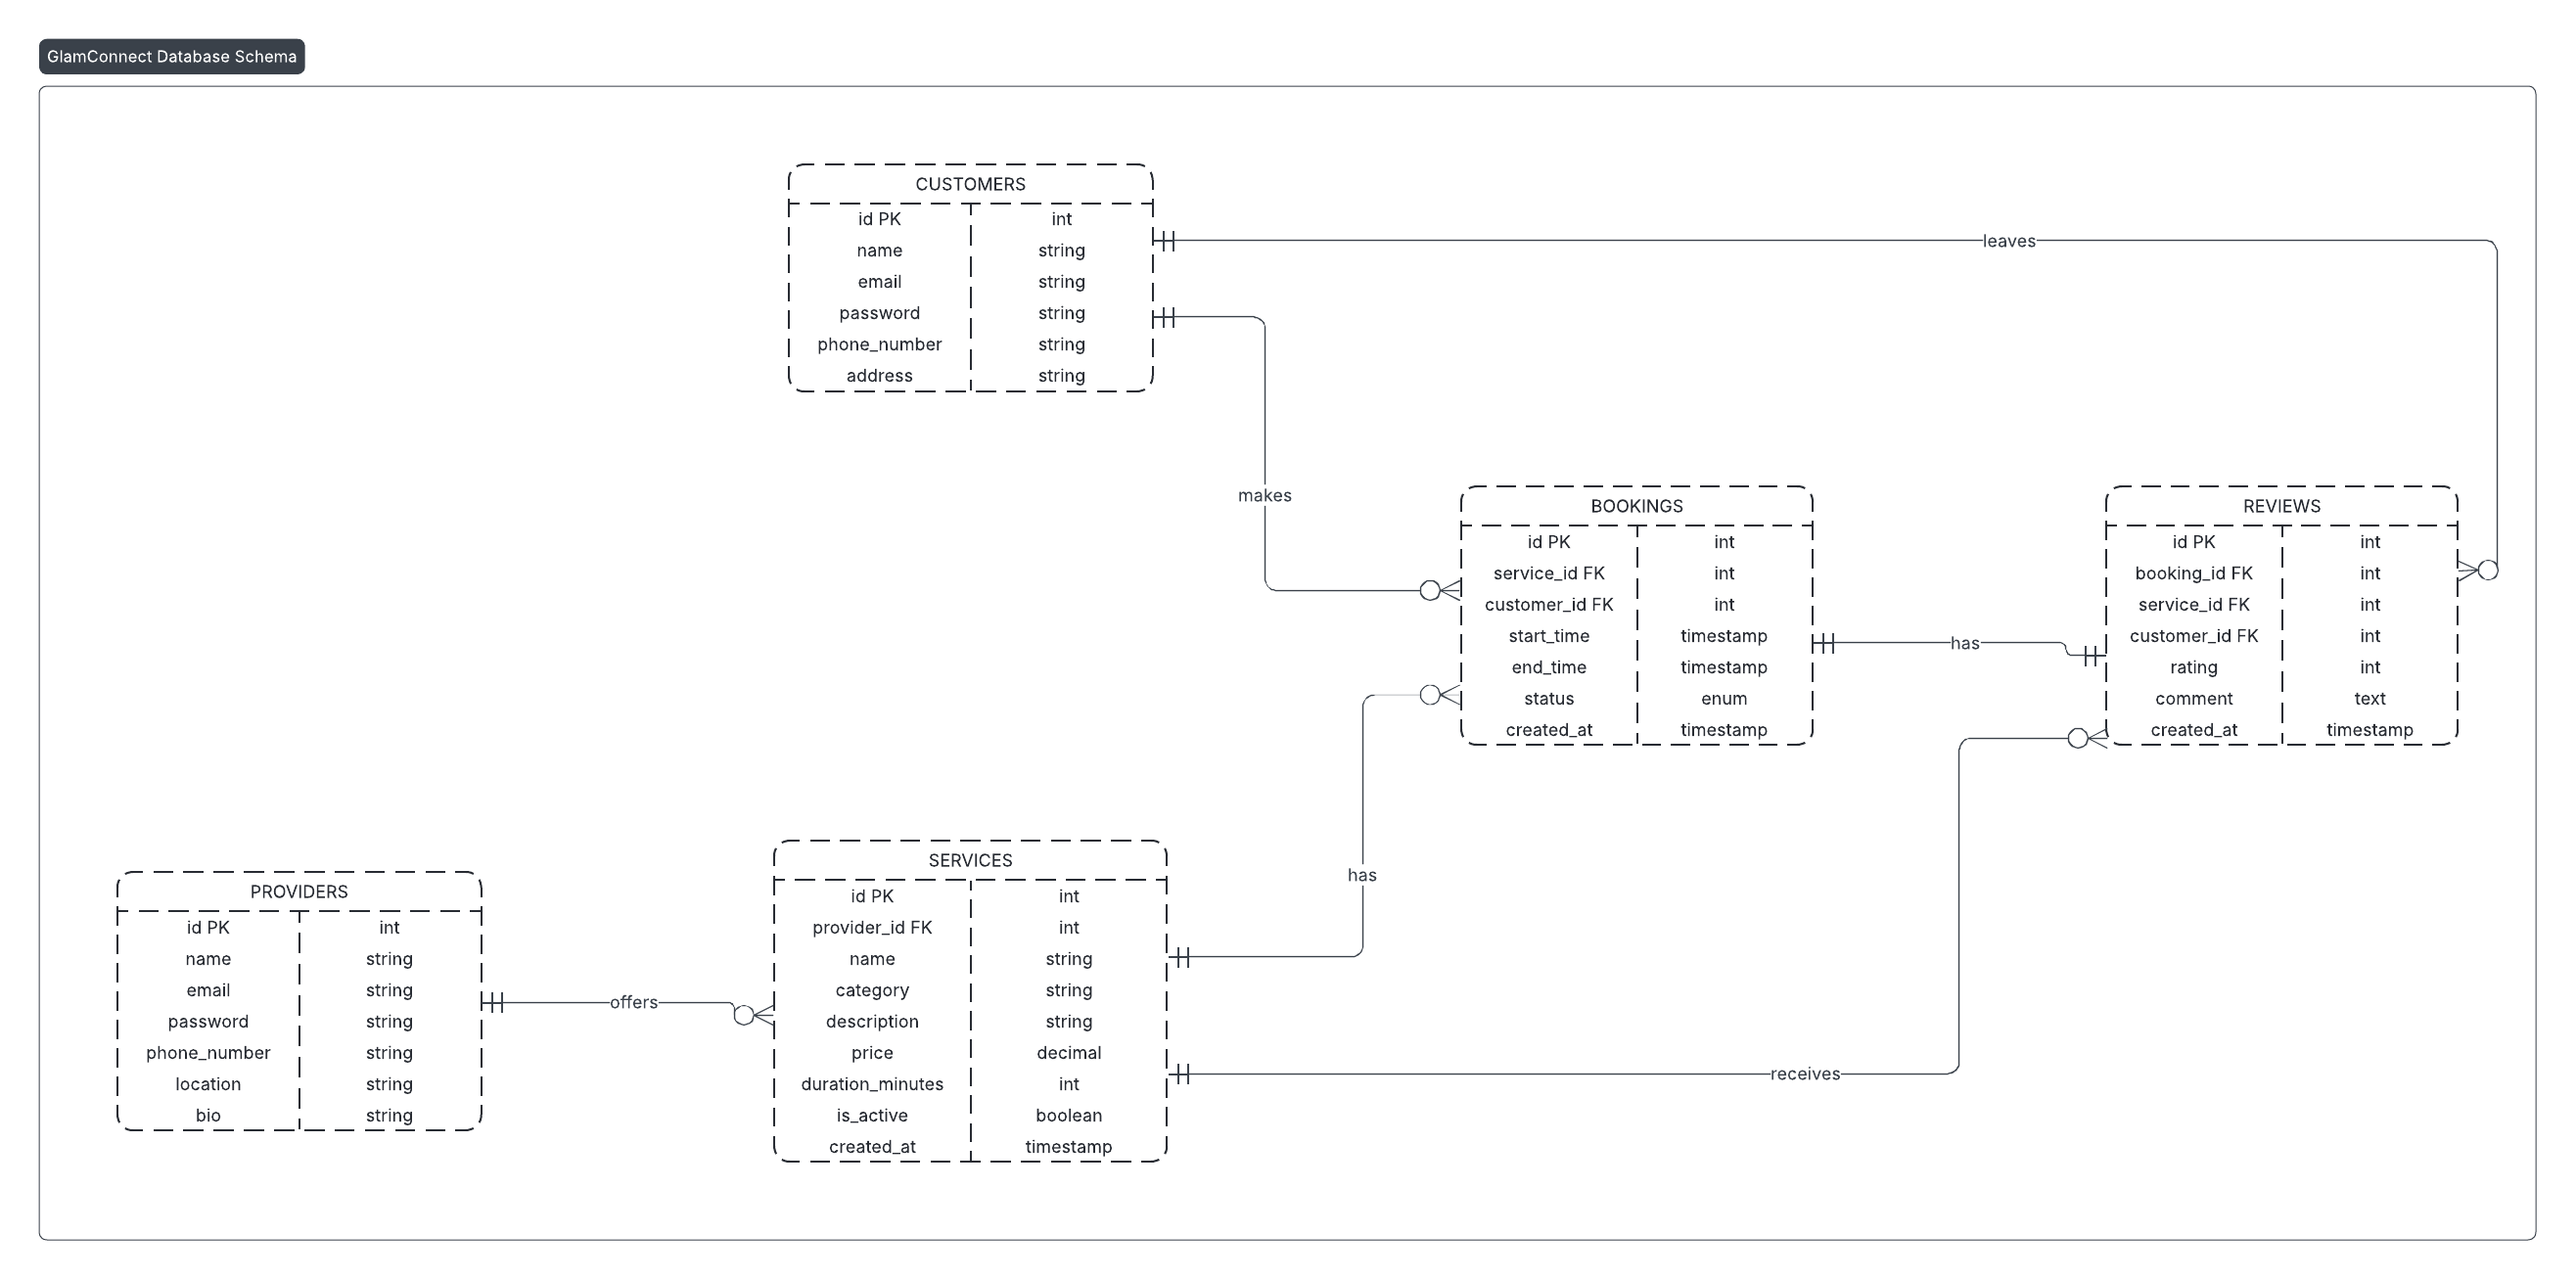 GlamConnect Database Schema
CUSTOMERS
id PK int
name string
email string
password string
phone_number string
address string
leaves
makes
BOOKINGS
id PK int
service_id FK int
customer_id FK int
start_time timestamp
end_time timestamp
status enum
created_at timestamp
has
REVIEWS
id PK int
booking_id FK int
service_id FK int
customer_id FK int
rating int
comment text
created_at timestamp
PROVIDERS
id PK int
name string
email string
password string
phone_number string
location string
bio string
offers
SERVICES
id PK int
provider_id FK int
name string
category string
description string
price decimal
duration_minutes int
is_active boolean
created_at timestamp
has
receives